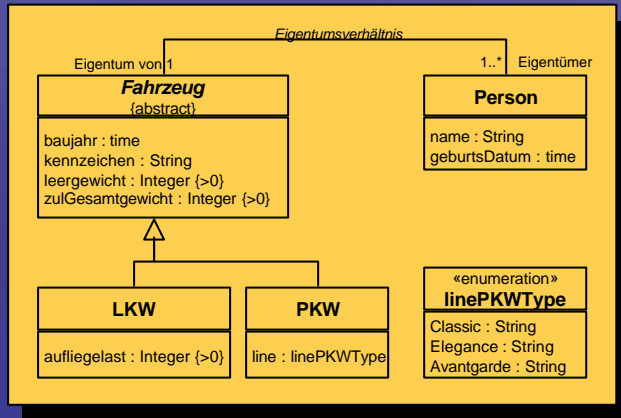 Eigentumsverhältnis
Eigentum von 1
1..* Eigentümer
Fahrzeug
{abstract}
baujahr : time
kennzeichen : String
leergewicht : Integer {>0}
zulGesamtgewicht : Integer {>0}
Person
name : String
geburtsDatum : time
LKW
aufliegelast : Integer {>0}
PKW
line : linePKWType
«enumeration»
linePKWType
Classic : String
Elegance : String
Avantgarde : String